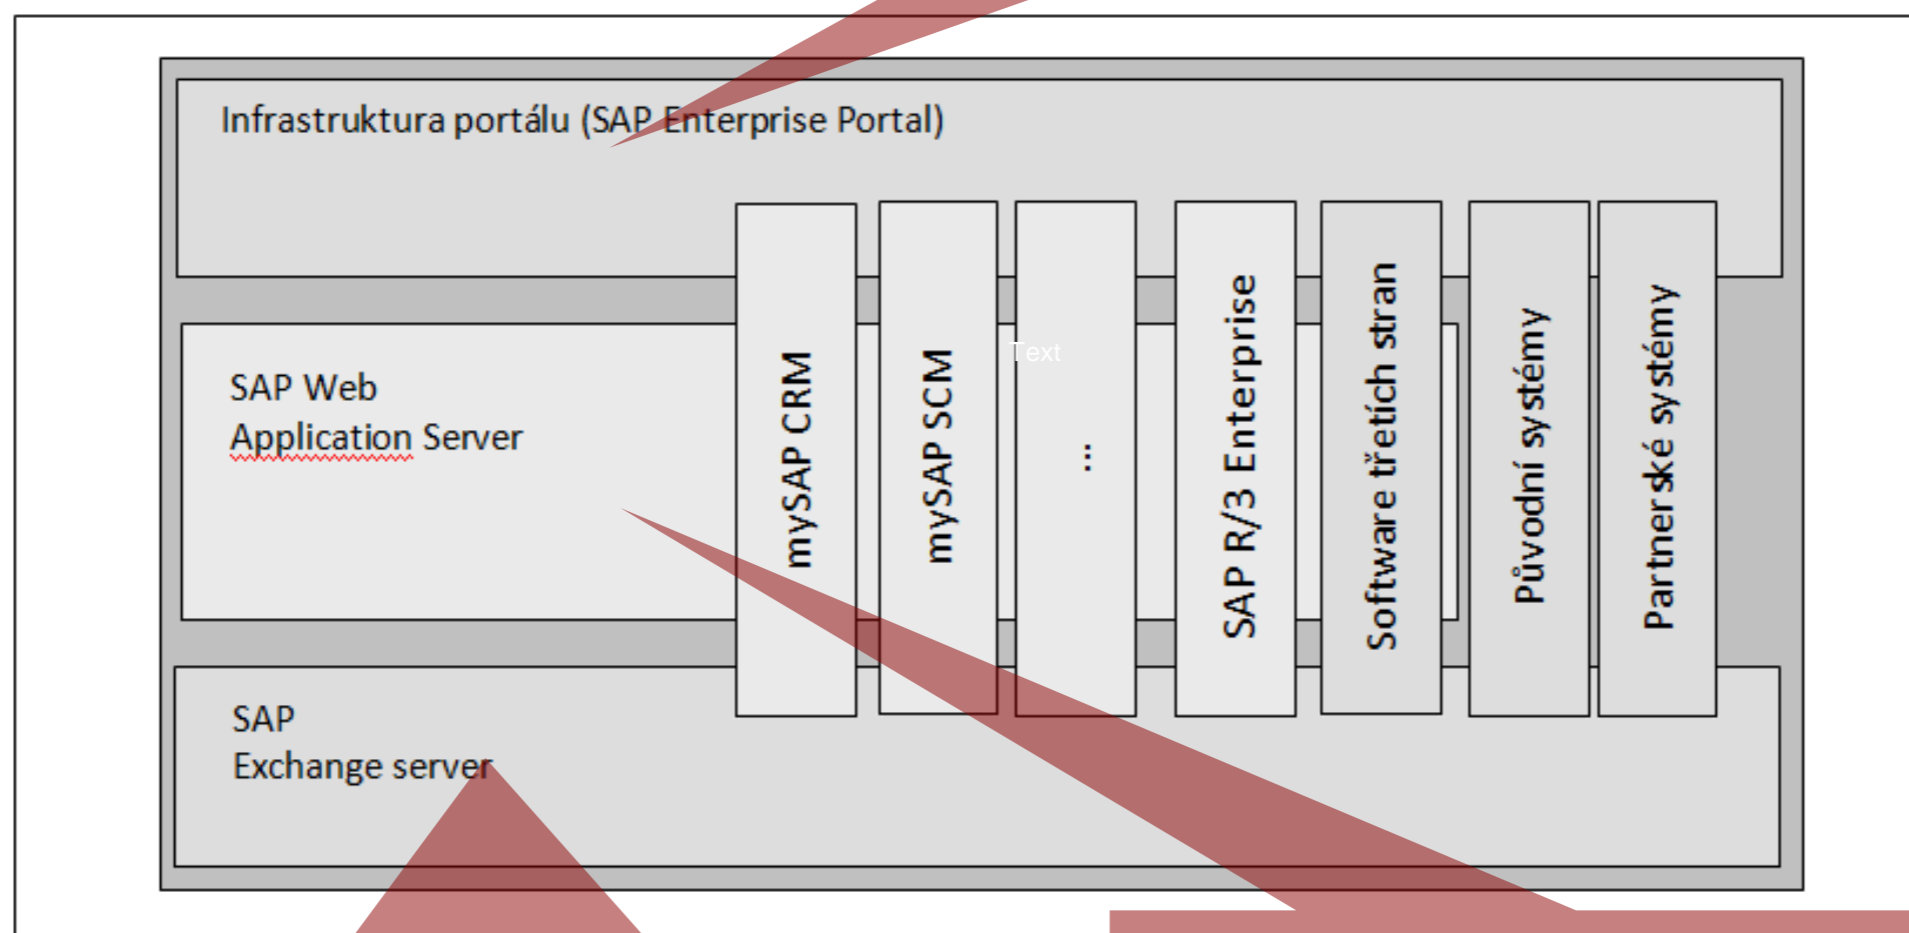 Infrastruktura portálu (SAP Enterprise Portal)
SAP Web
Application Server
SAP
Exchange server
mySAP CRM
mySAP SCM
Text
...
SAP R/3 Enterprise
Software třetích stran
Původní systémy
Partnerské systémy